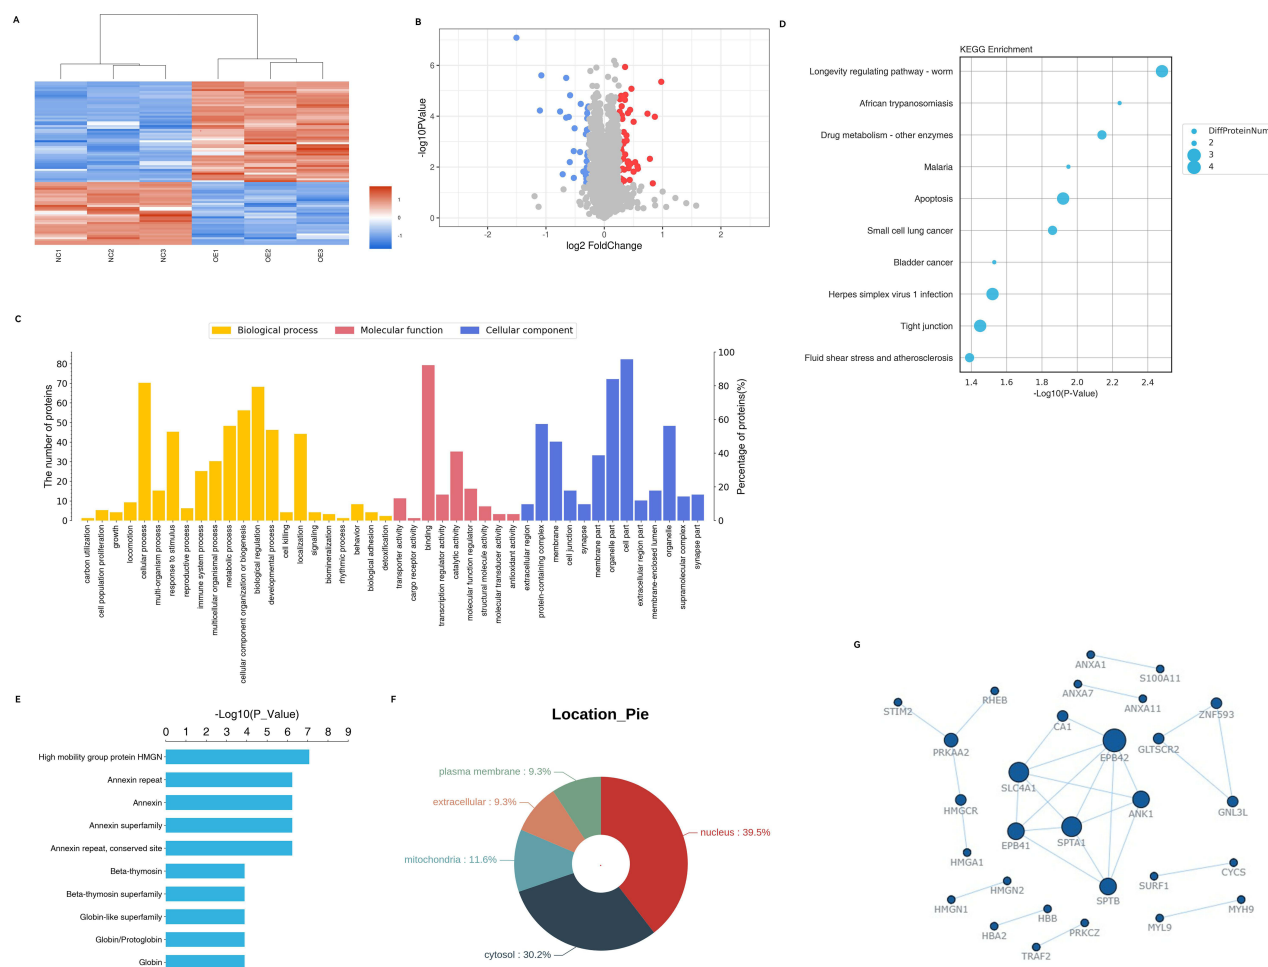 A
NC1
NC2
NC3
OE1
OE2
OE3
1
0
-1
B
-log10PValue
6
4
2
0
-2
-1
0
1
2
log2 FoldChange
D
KEGG Enrichment
Longevity regulating pathway - worm
African trypanosomiasis
Drug metabolism - other enzymes
Malaria
Apoptosis
Small cell lung cancer
Bladder cancer
Herpes simplex virus 1 infection
Tight junction
Fluid shear stress and atherosclerosis
1.4
1.6
1.8
2.0
2.2
2.4
-Log10(P-Value)
DiffProteinNum
2
3
4
C
Biological process
Molecular function
Cellular component
The number of proteins
80
70
60
50
40
30
20
10
0
Percentage of proteins(%)
100
80
60
40
20
0
carbon utilization
cell population proliferation
growth
locomotion
cellular process
multi-organism process
response to stimulus
reproductive process
immune system process
multicellular organismal process
metabolic process
cellular component organization or biogenesis
biological regulation
developmental process
cell killing
localization
signaling
biomineralization
rhythmic process
behavior
biological adhesion
detoxification
transporter activity
cargo receptor activity
binding
transcription regulator activity
catalytic activity
molecular function regulator
structural molecule activity
molecular transducer activity
antioxidant activity
extracellular region
protein-containing complex
membrane
cell junction
synapse
membrane part
organelle part
cell part
extracellular region part
membrane-enclosed lumen
organelle
supramolecular complex
synapse part
E
-Log10(P_Value)
0 1 2 3 4 5 6 7 8 9
High mobility group protein HMGN
Annexin repeat
Annexin
Annexin superfamily
Annexin repeat, conserved site
Beta-thymosin
Beta-thymosin superfamily
Globin-like superfamily
Globin/Protoglobin
Globin
F
Location_Pie
plasma membrane : 9.3%
extracellular : 9.3%
mitochondria : 11.6%
cytosol : 30.2%
nucleus : 39.5%
G
ANXA1
S100A11
ANXA7
ANXA11
RHEB
STIM2
PRKAA2
HMGCR
HMGA1
CA1
EPB42
SLC4A1
ANK1
EPB41
SPTA1
SPTB
ZNF593
GLTSCR2
GNL3L
CYCS
SURF1
MYH9
MYL9
HMGN2
HMGN1
HBB
HBA2
PRKCZ
TRAF2